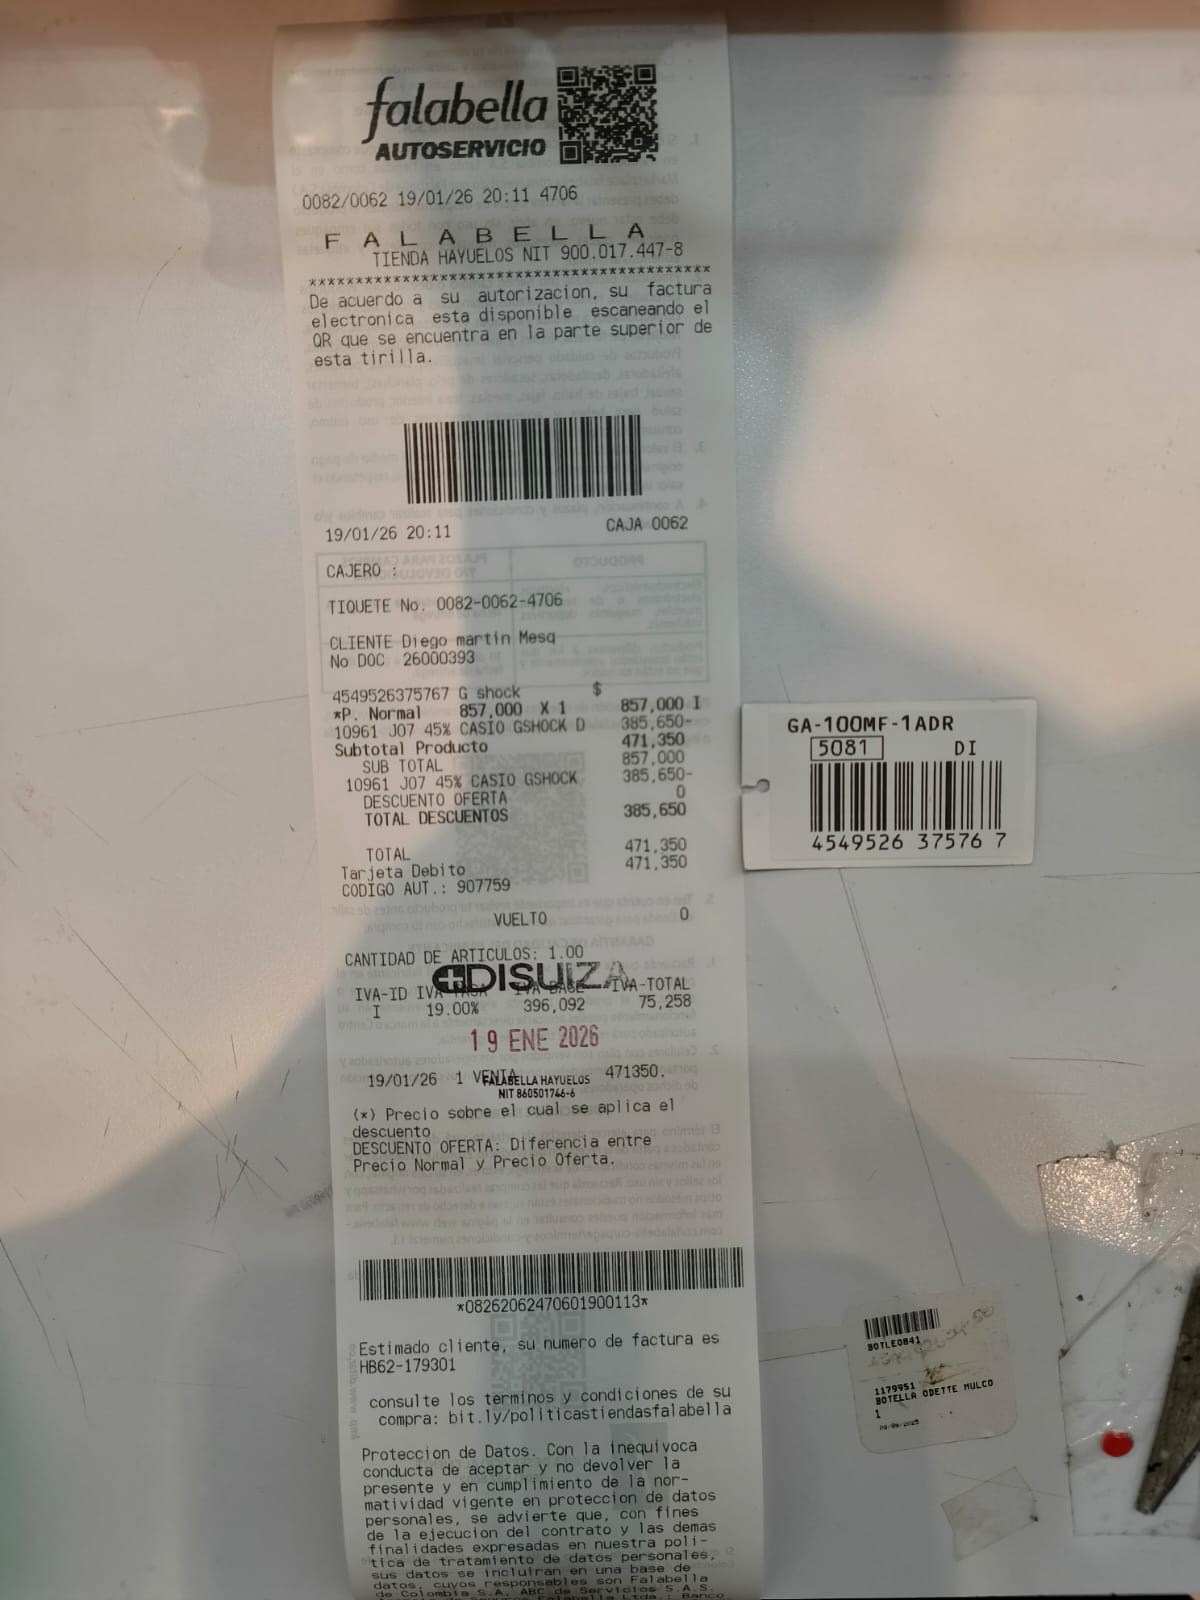 falabella
AUTOSERVICIO
0082/0062 19/01/26 20:11 4706
F A L A B E L L A
TIENDA HAYUELOS NIT 900.017.447-8
*******************************************
De acuerdo a su autorizacion, su factura
electronica esta disponible escaneando el
QR que se encuentra en la parte superior de
esta tirilla.
19/01/26 20:11 CAJA 0062
CAJERO :
TIQUETE No. 0082-0062-4706
CLIENTE Diego martin Mesq
No DOC 26000393
4549526375767 G shock $
*P. Normal 857,000 X 1 857,000 I
10961 J07 45% CASIO GSHOCK D 385,650-
Subtotal Producto 471,350
SUB TOTAL 857,000
10961 J07 45% CASIO GSHOCK 385,650-
DESCUENTO OFERTA 0
TOTAL DESCUENTOS 385,650
TOTAL 471,350
Tarjeta Debito 471,350
CODIGO AUT.: 907759
VUELTO 0
CANTIDAD DE ARTICULOS: 1.00
DISUIZA
IVA-ID IVA-TASA IVA-BASE IVA-TOTAL
I 19.00% 396,092 75,258
19 ENE 2026
19/01/26 1 VENTA 471350.
FALABELLA HAYUELOS
NIT 860501746-6
(*) Precio sobre el cual se aplica el
descuento
DESCUENTO OFERTA: Diferencia entre
Precio Normal y Precio Oferta.
*08262062470601900113*
Estimado cliente, su numero de factura es
HB62-179301
consulte los terminos y condiciones de su
compra: bit.ly/politicastiendasfalabella
Proteccion de Datos. Con la inequivoca
conducta de aceptar y no devolver la
presente y en cumplimiento de la nor-
matividad vigente en proteccion de datos
personales, se advierte que, con fines
de la ejecucion del contrato y las demas
finalidades expresadas en nuestra poli-
tica de tratamiento de datos personales,
sus datos se incluiran en una base de
datos, cuyos responsables son Falabella
de Colombia S.A. ABC de Servicios S.A.S.
GA-100MF-1ADR
5081 DI
4549526 37576 7
BOTLE0841
1179951
BOTELLA ODETTE MULCO
1